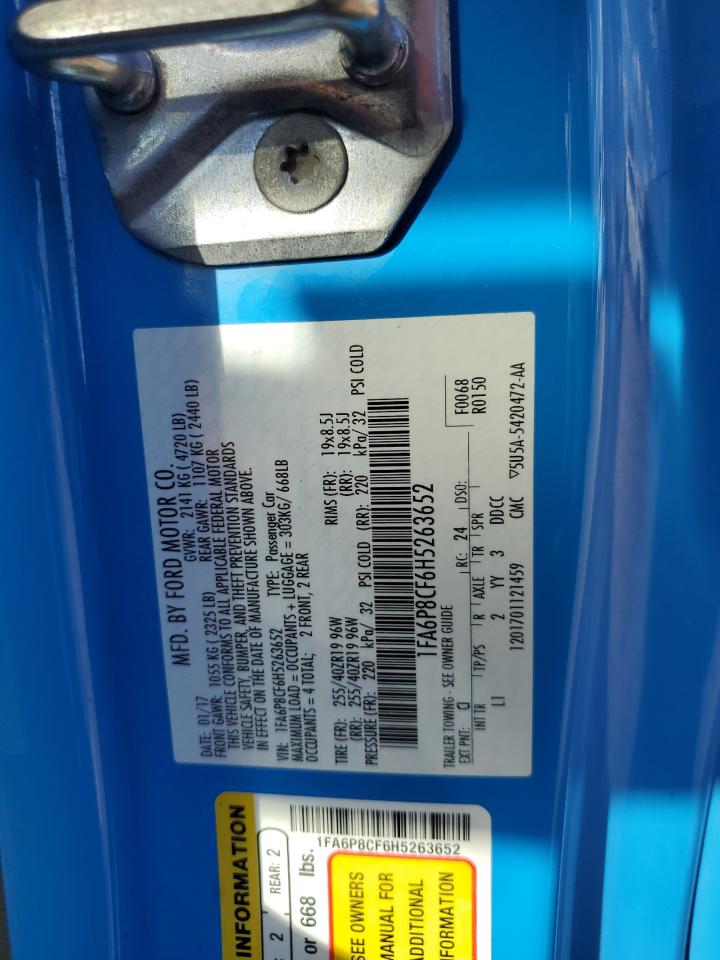 MFD. BY FORD MOTOR CO.
DATE: 01/17 GVWR: 2141 KG ( 4720 LB)
FRONT GAWR: 1055 KG ( 2325 LB) REAR GAWR: 1107 KG ( 2440 LB)
THIS VEHICLE CONFORMS TO ALL APPLICABLE FEDERAL MOTOR
VEHICLE SAFETY, BUMPER, AND THEFT PREVENTION STANDARDS
IN EFFECT ON THE DATE OF MANUFACTURE SHOWN ABOVE.
VIN: 1FA6P8CF6H5263652 TYPE: Passenger Car
MAXIMUM LOAD = OCCUPANTS + LUGGAGE = 303KG/ 668LB
OCCUPANTS = 4 TOTAL; 2 FRONT, 2 REAR
TIRE (FR): 255/40ZR19 96W RIMS (FR): 19x8.5J
(RR): 255/40ZR19 96W (RR): 19x8.5J
PRESSURE (FR): 220 kPa/ 32 PSI COLD (RR): 220 kPa/ 32 PSI COLD
1FA6P8CF6H5263652
F0068
R0150
TRAILER TOWING - SEE OWNER GUIDE
EXT PNT: CI RC: 24 DSO:
INT TR TP/PS R AXLE TR SPR
LI 2 YY 3 DDCC
1201701121459 CMC ▽5U5A-5420472-AA
INFORMATION
2 REAR: 2
or 668 lbs.
1FA6P8CF6H5263652
SEE OWNERS
MANUAL FOR
ADDITIONAL
INFORMATION